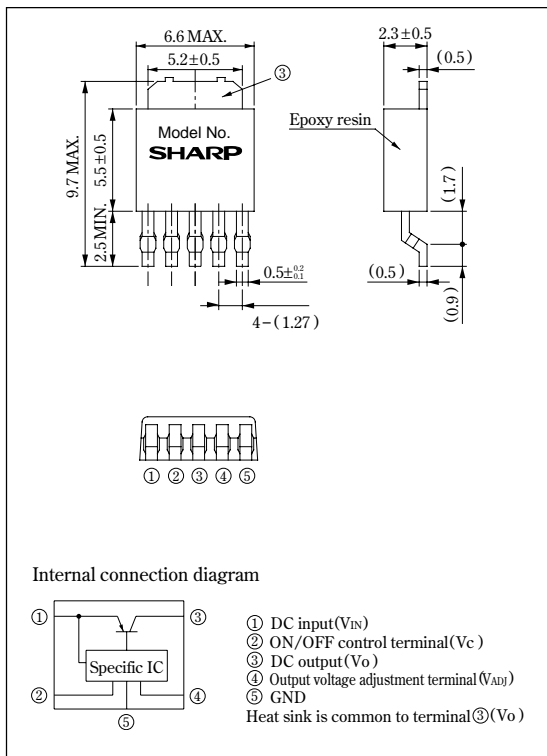 6.6 MAX.
2.3±0.5
5.2±0.5
(0.5)
③
Epoxy resin
Model No.
SHARP
9.7 MAX.
5.5±0.5
(1.7)
2.5 MIN.
0.5±0.2 0.1
(0.5)
(0.9)
4−(1.27)
① ② ③ ④ ⑤
Internal connection diagram
①
③
Specific IC
②
④
⑤
① DC input(VIN)
② ON/OFF control terminal(Vc)
③ DC output(Vo)
④ Output voltage adjustment terminal(VADJ)
⑤ GND
Heat sink is common to terminal③(Vo)